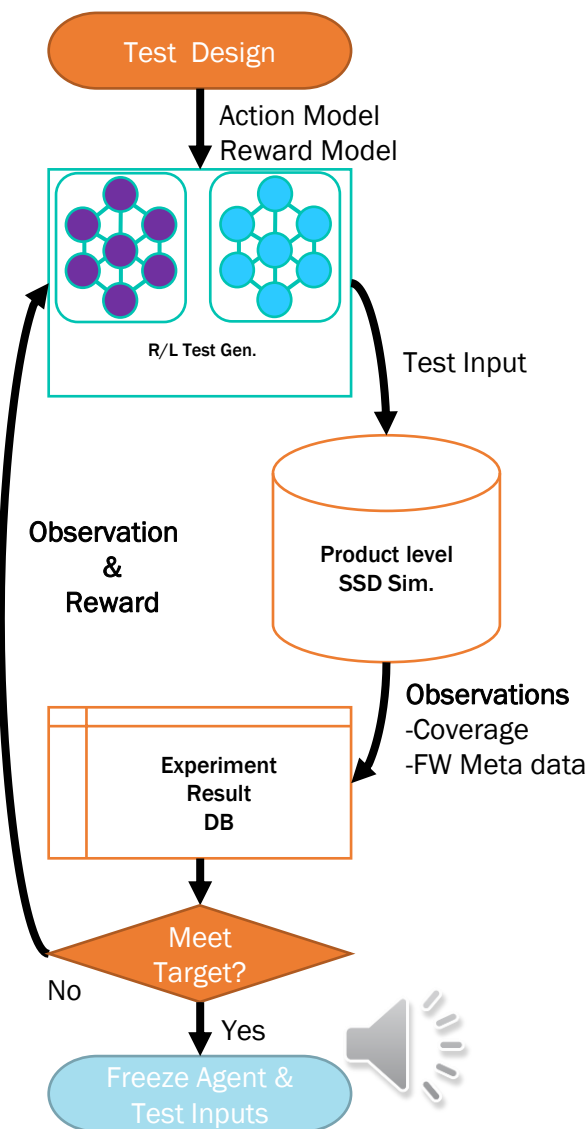 Test Design
Action Model
Reward Model
R/L Test Gen.
Test Input
Observation
&
Reward
Product level
SSD Sim.
Observations
-Coverage
-FW Meta data
Experiment
Result
DB
Meet
Target?
No
Yes
Freeze Agent &
Test Inputs